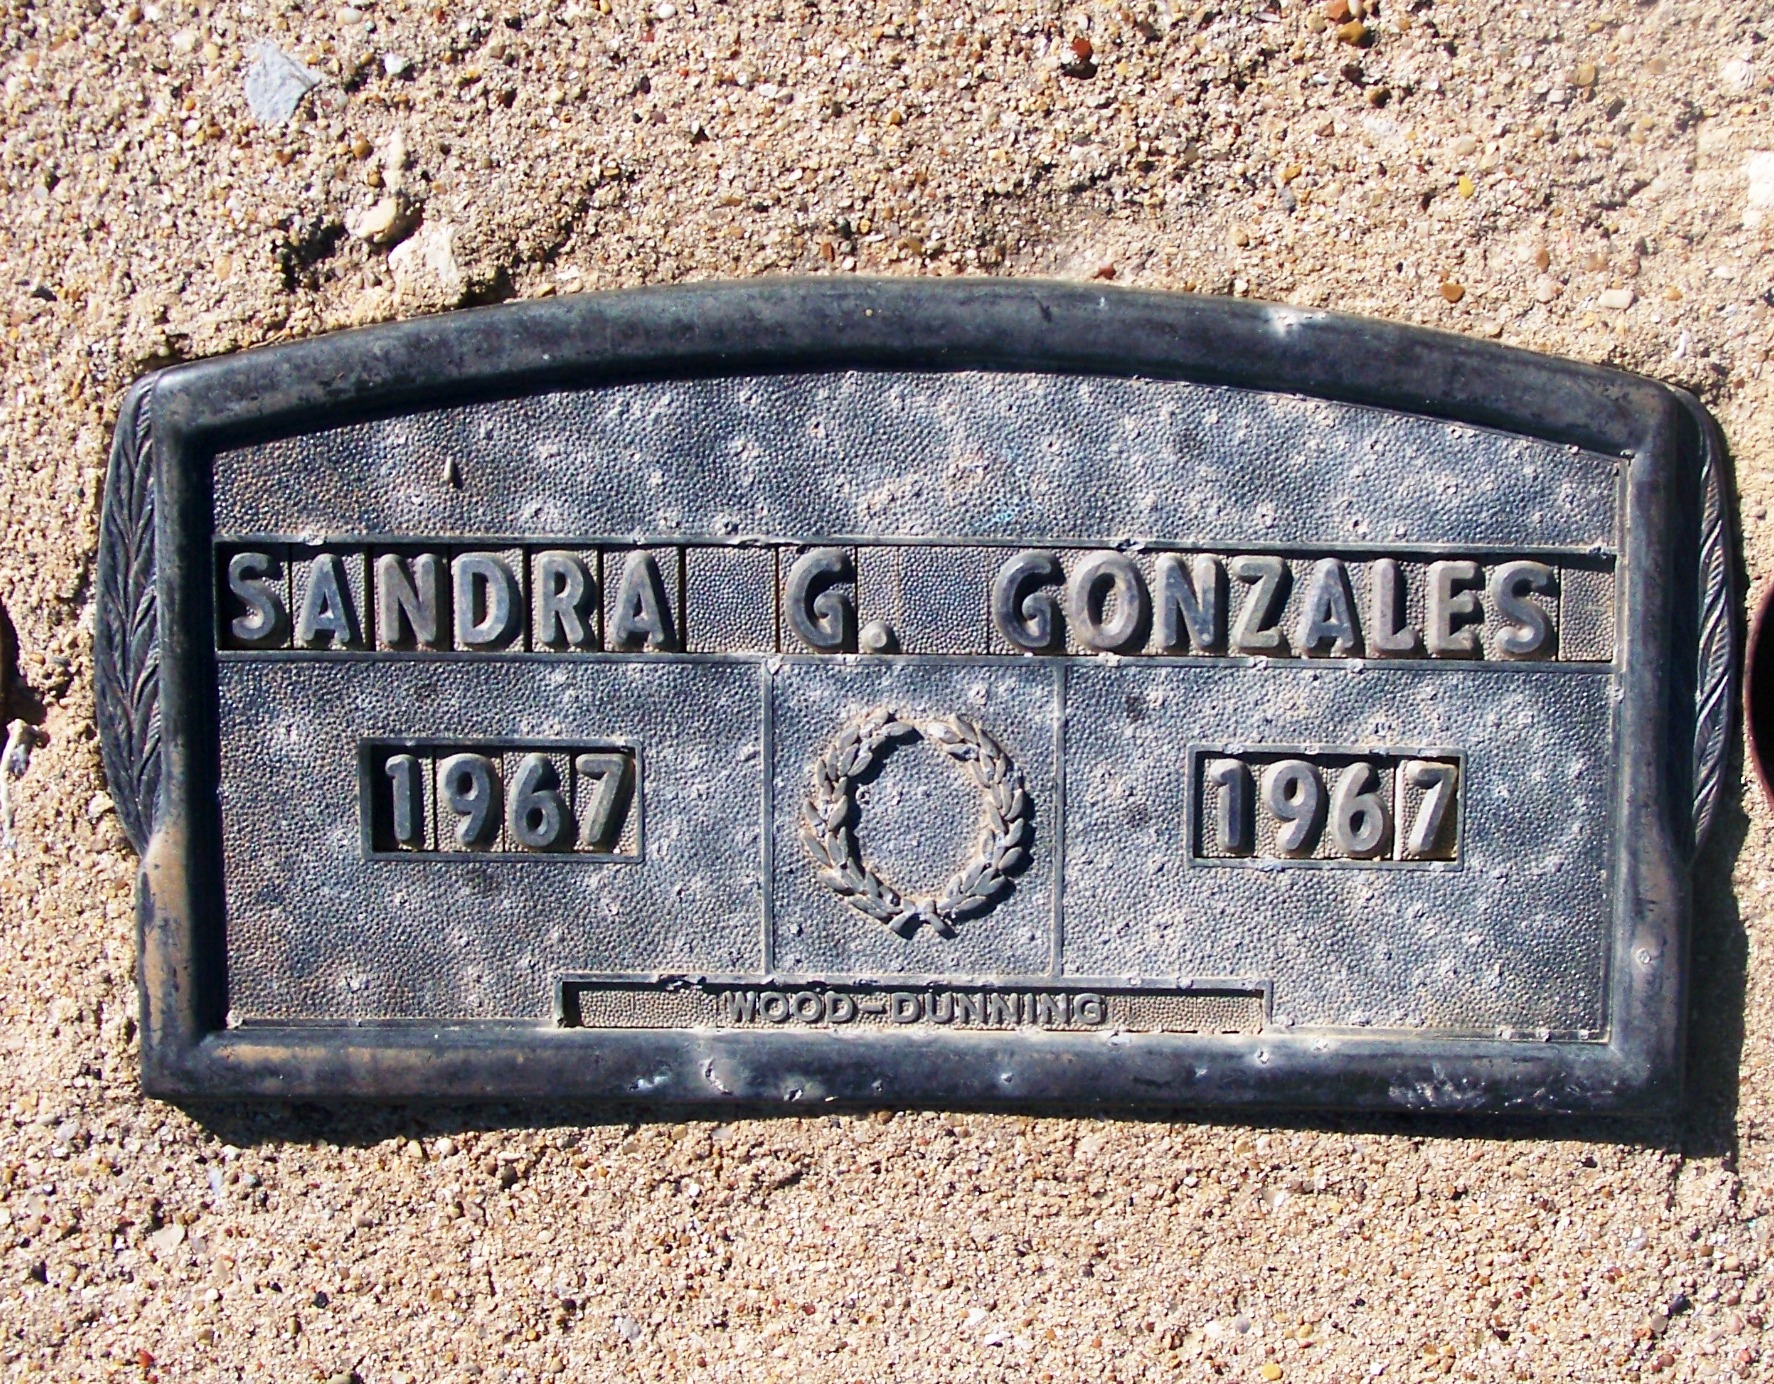 SANDRA G. GONZALES
1967 1967
WOOD-DUNNING